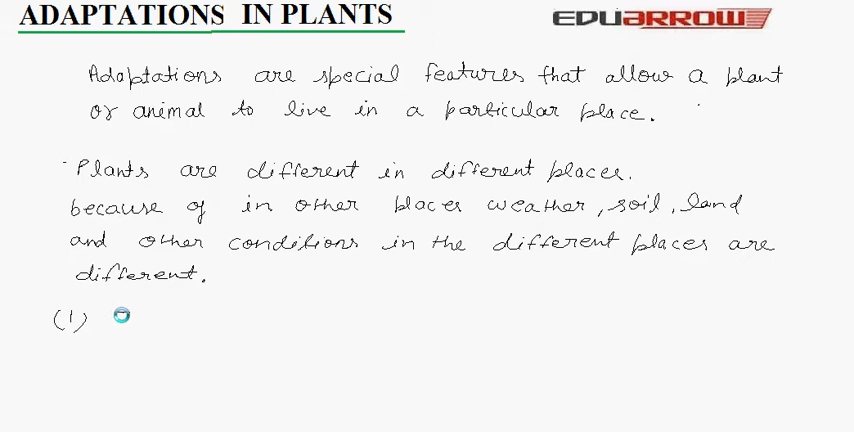 ADAPTATIONS IN PLANTS
EDUARROW
Adaptations are special features that allow a plant
or animal to live in a particular place.
Plants are different in different places.
because of in other places weather, soil, land
and other conditions in the different places are
different.
(1)